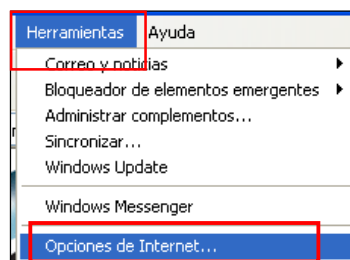 Herramientas Ayuda
Correo y noticias
Bloqueador de elementos emergentes
Administrar complementos...
Sincronizar...
Windows Update
Windows Messenger
Opciones de Internet...